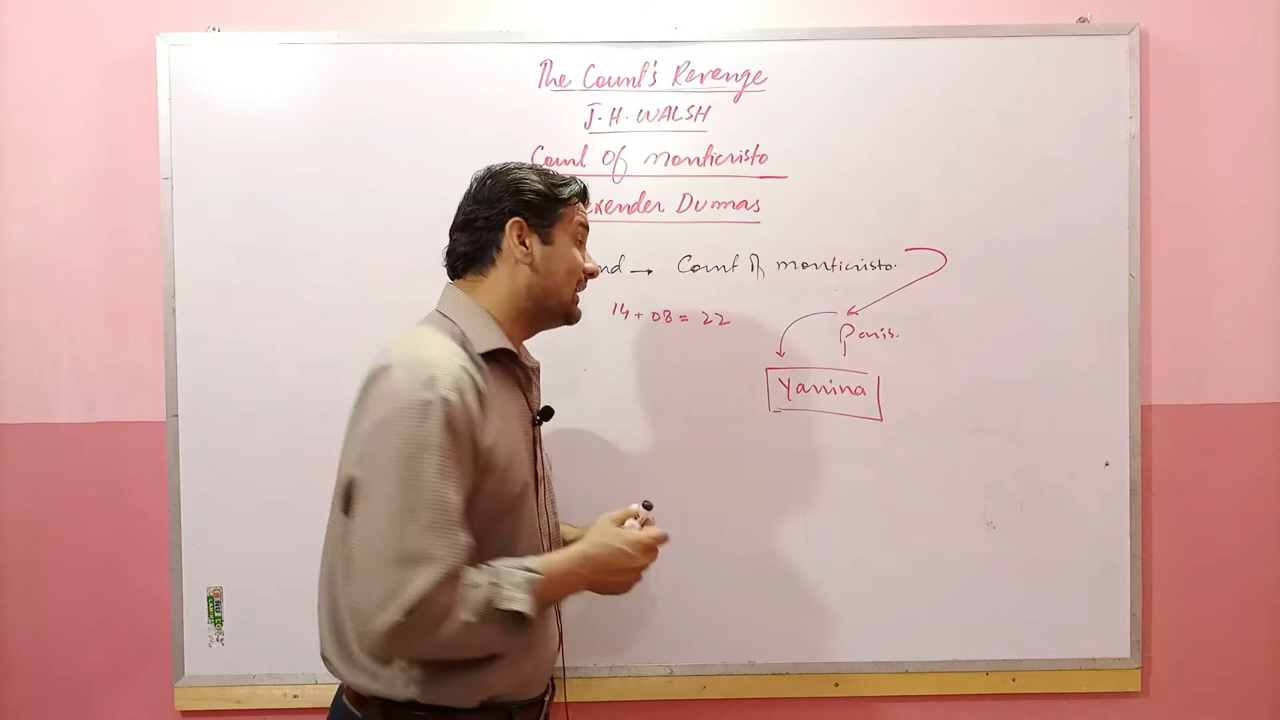 The Count's Revenge
J. H. WALSH
Count of monticristo
exender Dumas
nd → Count of monticristo.
14 + 08 = 22
Paris.
Yanina